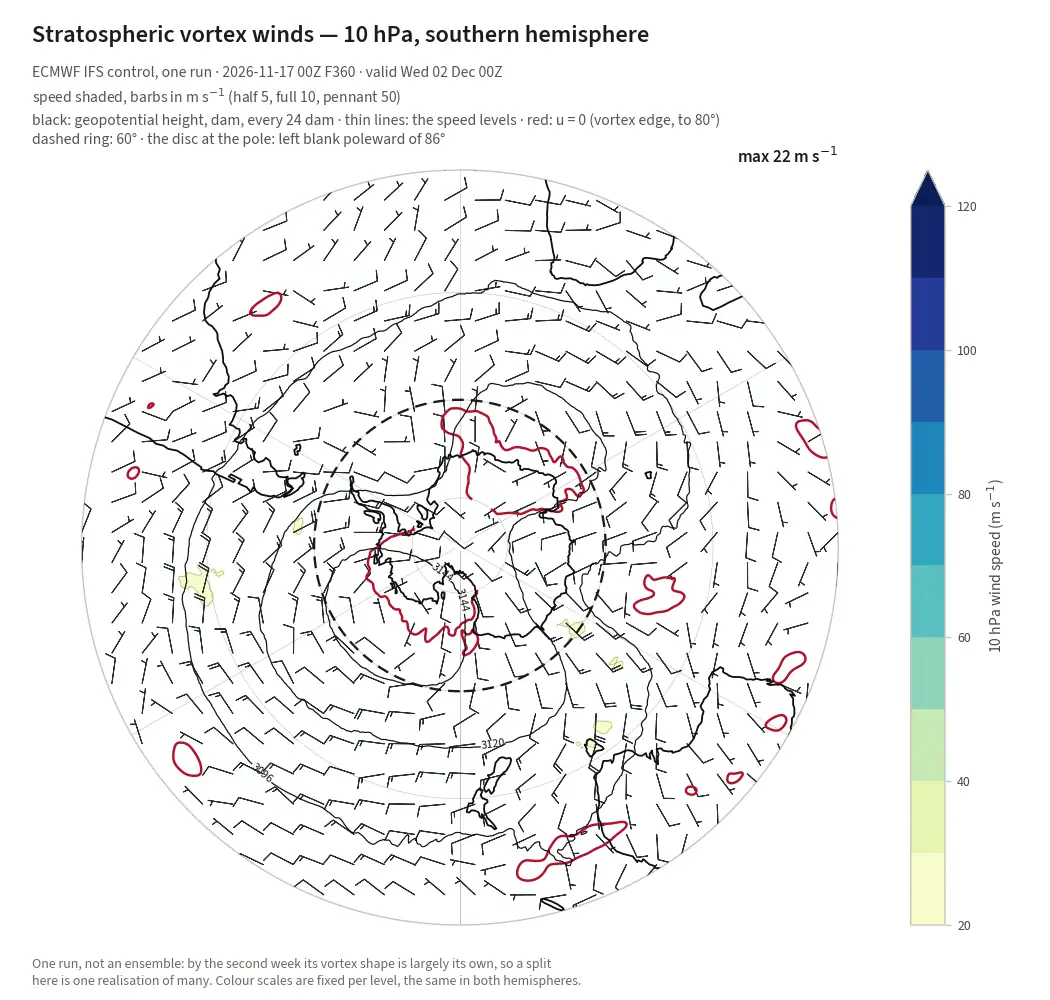 Stratospheric vortex winds — 10 hPa, southern hemisphere
ECMWF IFS control, one run · 2026-11-17 00Z F360 · valid Wed 02 Dec 00Z
speed shaded, barbs in m s⁻¹ (half 5, full 10, pennant 50)
black: geopotential height, dam, every 24 dam · thin lines: the speed levels · red: u = 0 (vortex edge, to 80°)
dashed ring: 60° · the disc at the pole: left blank poleward of 86°
max 22 m s⁻¹
120
100
80
60
40
20
10 hPa wind speed (m s⁻¹)
3144
3144
3120
3096
One run, not an ensemble: by the second week its vortex shape is largely its own, so a split
here is one realisation of many. Colour scales are fixed per level, the same in both hemispheres.